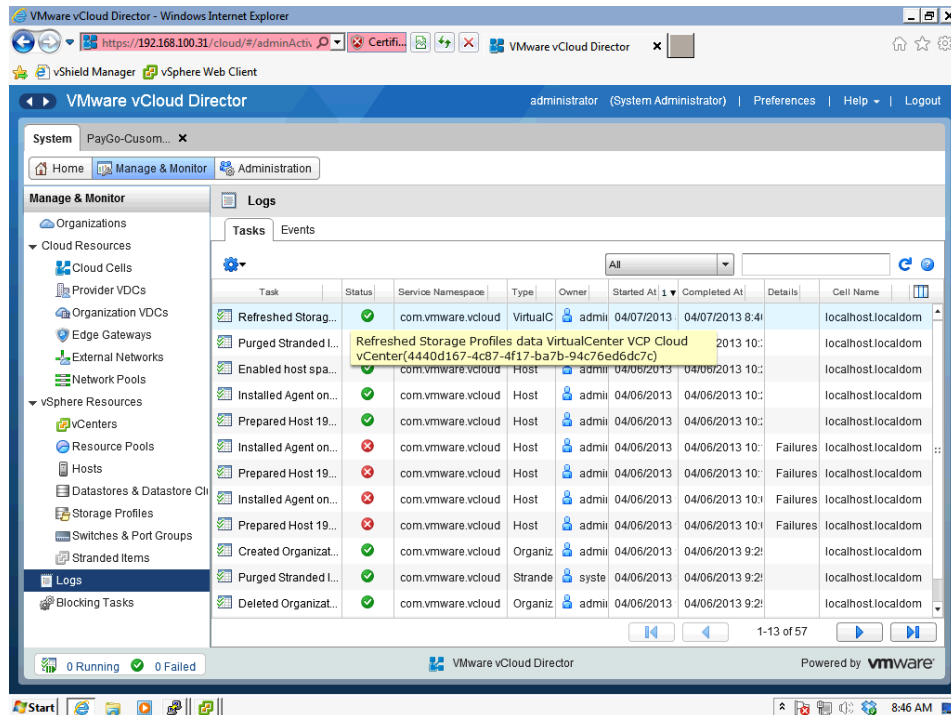 VMware vCloud Director - Windows Internet Explorer
https://192.168.100.31/cloud/#/adminActiv
Certifi...
VMware vCloud Director
vShield Manager vSphere Web Client
VMware vCloud Director
administrator (System Administrator) | Preferences | Help | Logout
System PayGo-Cusom...
Home Manage & Monitor Administration
Manage & Monitor
Organizations
Cloud Resources
Cloud Cells
Provider VDCs
Organization VDCs
Edge Gateways
External Networks
Network Pools
vSphere Resources
vCenters
Resource Pools
Hosts
Datastores & Datastore Clu
Storage Profiles
Switches & Port Groups
Stranded Items
Logs
Blocking Tasks
Logs
Tasks Events
All
Task Status Service Namespace Type Owner Started At 1 Completed At Details Cell Name
Refreshed Storag... com.vmware.vcloud VirtualC admi 04/07/2013 04/07/2013 8:4 localhost.localdom
Purged Stranded I... 2013 10: localhost.localdom
Refreshed Storage Profiles data VirtualCenter VCP Cloud
vCenter(4440d167-4c87-4f17-ba7b-94c76ed6dc7c)
Enabled host spa... com.vmware.vcloud Host admi 04/06/2013 04/06/2013 10: localhost.localdom
Installed Agent on... com.vmware.vcloud Host admi 04/06/2013 04/06/2013 10: localhost.localdom
Prepared Host 19... com.vmware.vcloud Host admi 04/06/2013 04/06/2013 10: localhost.localdom
Installed Agent on... com.vmware.vcloud Host admi 04/06/2013 04/06/2013 10: Failures localhost.localdom
Prepared Host 19... com.vmware.vcloud Host admi 04/06/2013 04/06/2013 10: Failures localhost.localdom
Installed Agent on... com.vmware.vcloud Host admi 04/06/2013 04/06/2013 10: Failures localhost.localdom
Prepared Host 19... com.vmware.vcloud Host admi 04/06/2013 04/06/2013 10: Failures localhost.localdom
Created Organizat... com.vmware.vcloud Organiz admi 04/06/2013 04/06/2013 9:2 localhost.localdom
Purged Stranded I... com.vmware.vcloud Strande syste 04/06/2013 04/06/2013 9:2 localhost.localdom
Deleted Organizat... com.vmware.vcloud Organiz admi 04/06/2013 04/06/2013 9:2 localhost.localdom
1-13 of 57
0 Running 0 Failed
VMware vCloud Director
Powered by vmware
Start
8:46 AM